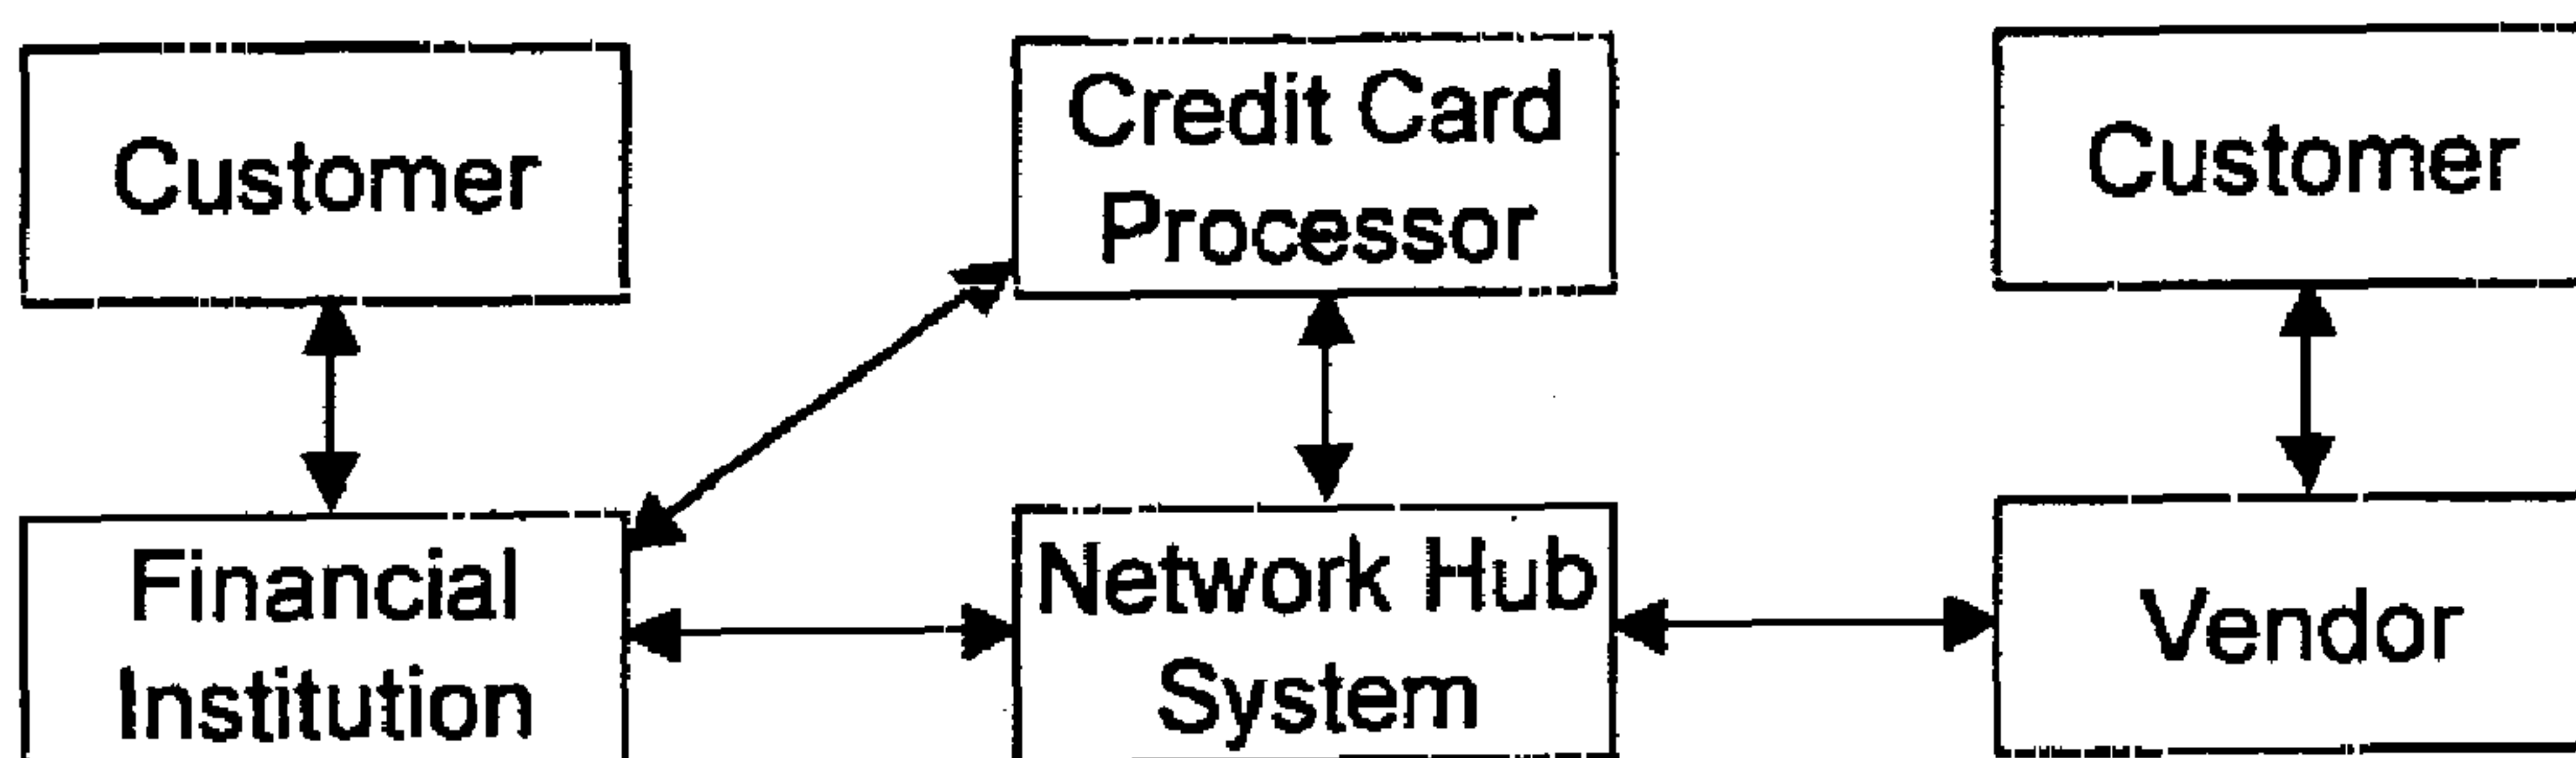 Customer
Credit Card
Processor
Customer
Financial
Institution
Network Hub
System
Vendor